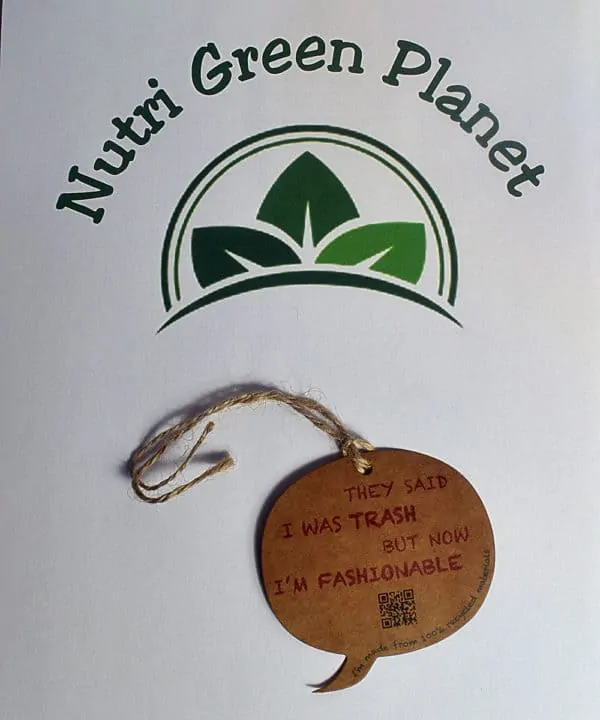 Nutri Green Planet
THEY SAID
I WAS TRASH
BUT NOW
I'M FASHIONABLE
I'm made from 100% recycled materials